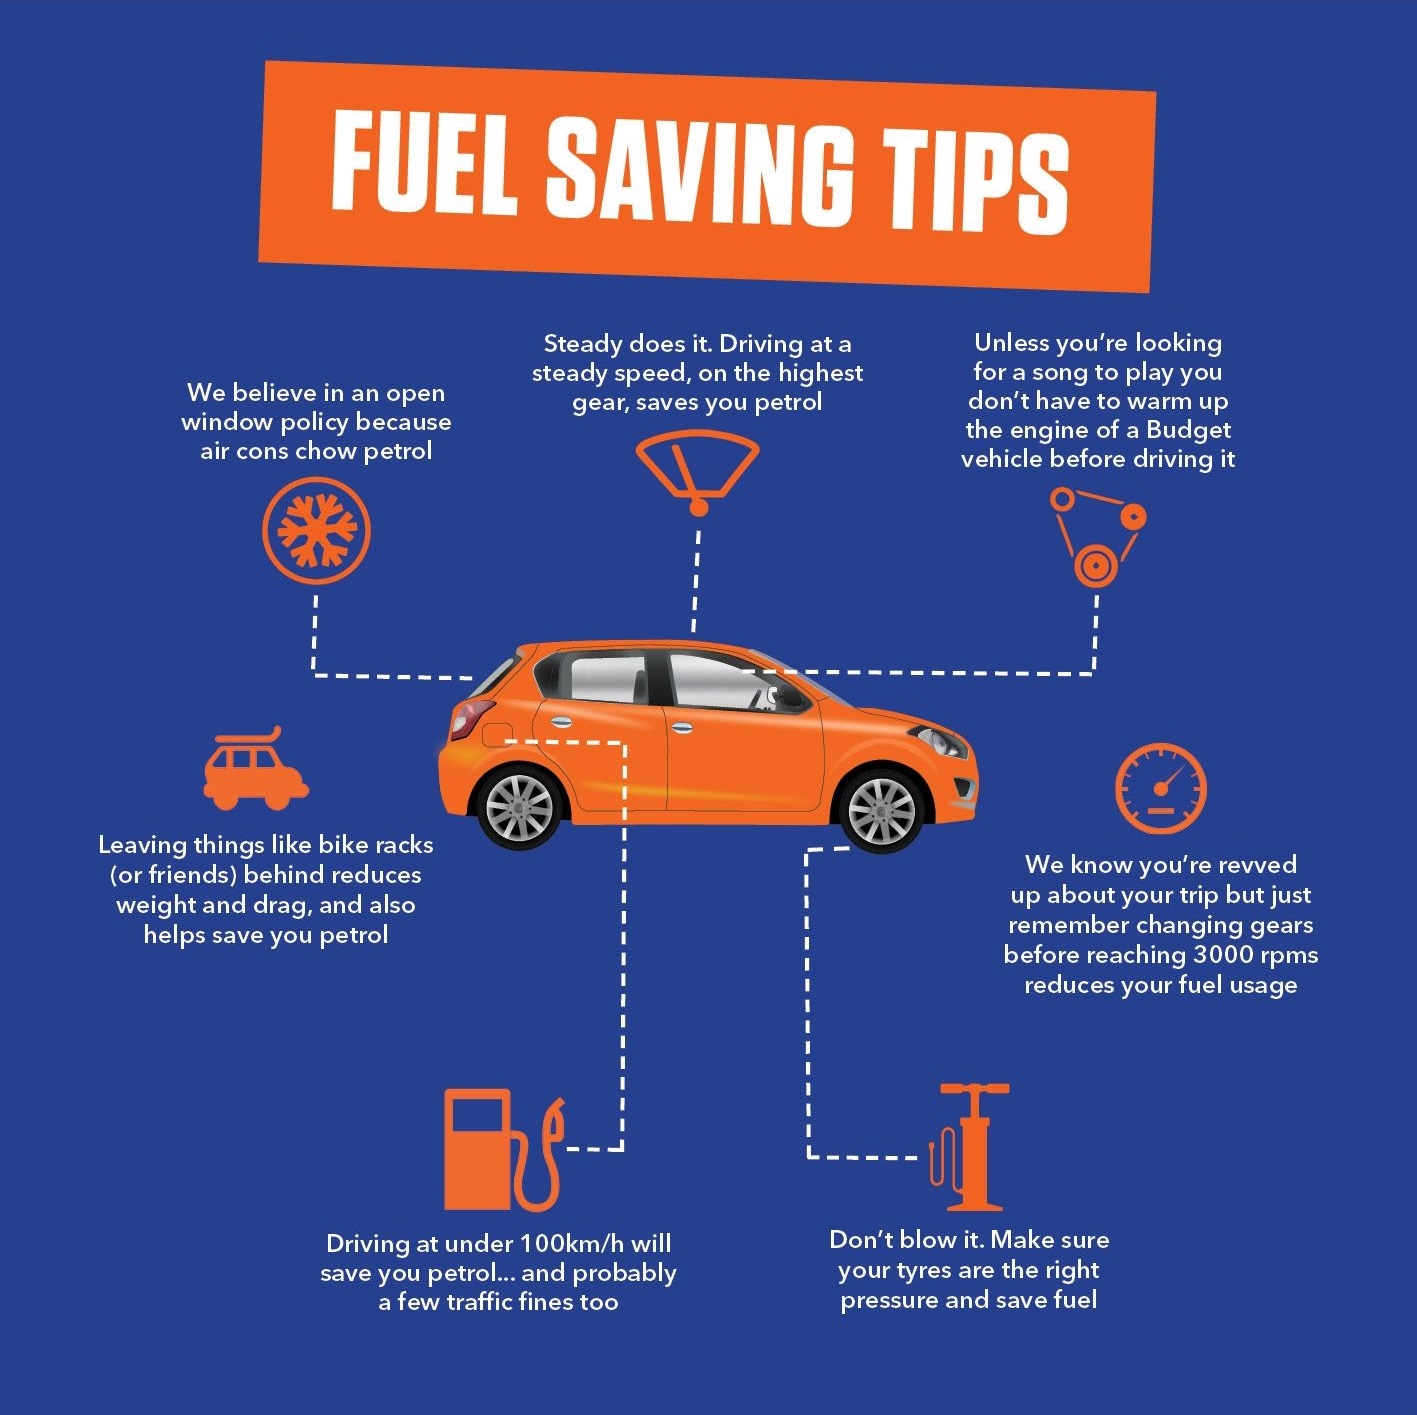 FUEL SAVING TIPS
We believe in an open
window policy because
air cons chow petrol
Steady does it. Driving at a
steady speed, on the highest
gear, saves you petrol
Unless you’re looking
for a song to play you
don’t have to warm up
the engine of a Budget
vehicle before driving it
Leaving things like bike racks
(or friends) behind reduces
weight and drag, and also
helps save you petrol
We know you’re revved
up about your trip but just
remember changing gears
before reaching 3000 rpms
reduces your fuel usage
Driving at under 100km/h will
save you petrol... and probably
a few traffic fines too
Don’t blow it. Make sure
your tyres are the right
pressure and save fuel